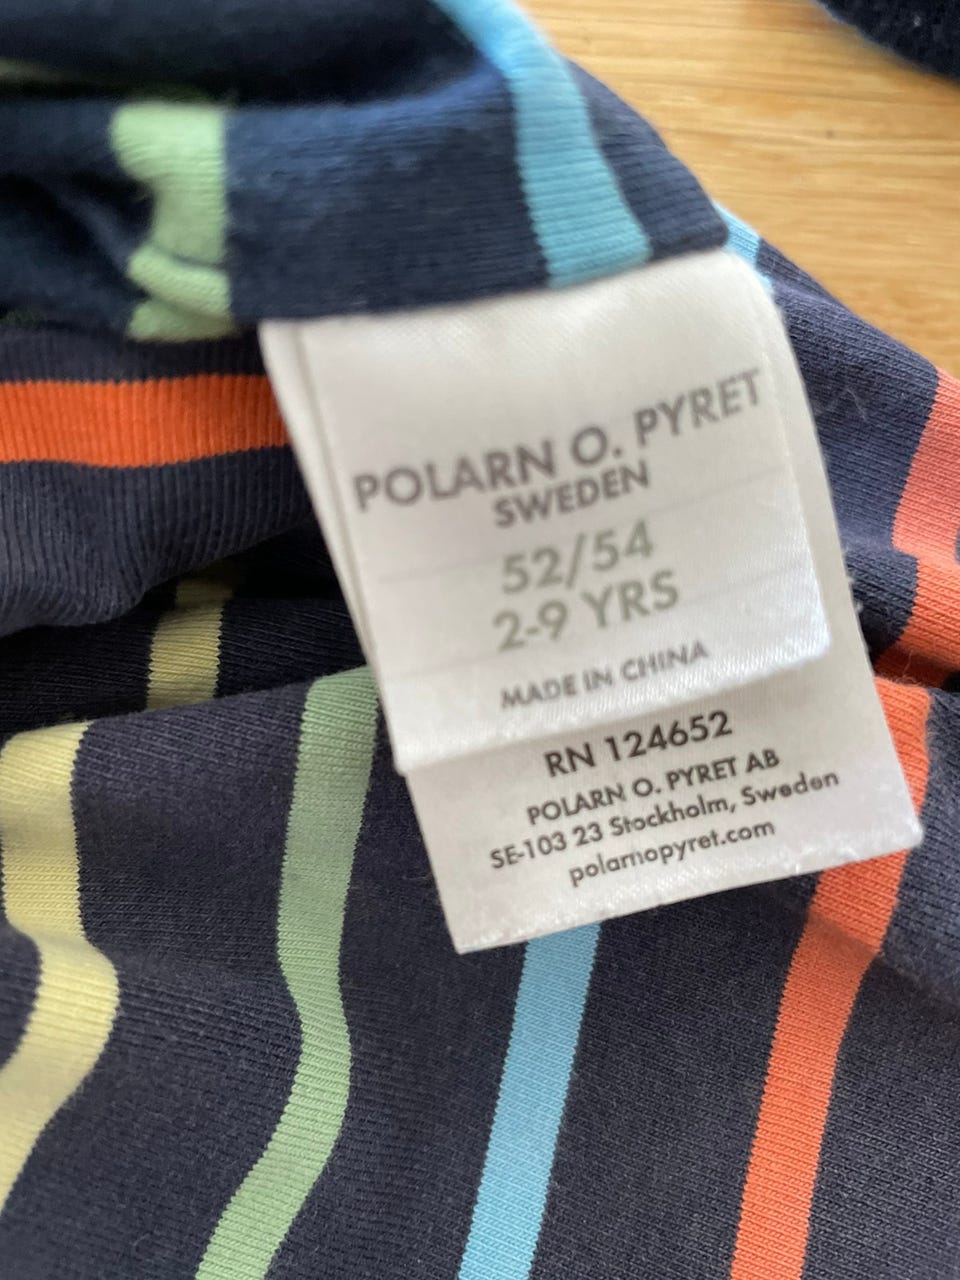 POLARN O. PYRET
SWEDEN
52/54
2-9 YRS
MADE IN CHINA
RN 124652
POLARN O. PYRET AB
SE-103 23 Stockholm, Sweden
polarnopyret.com